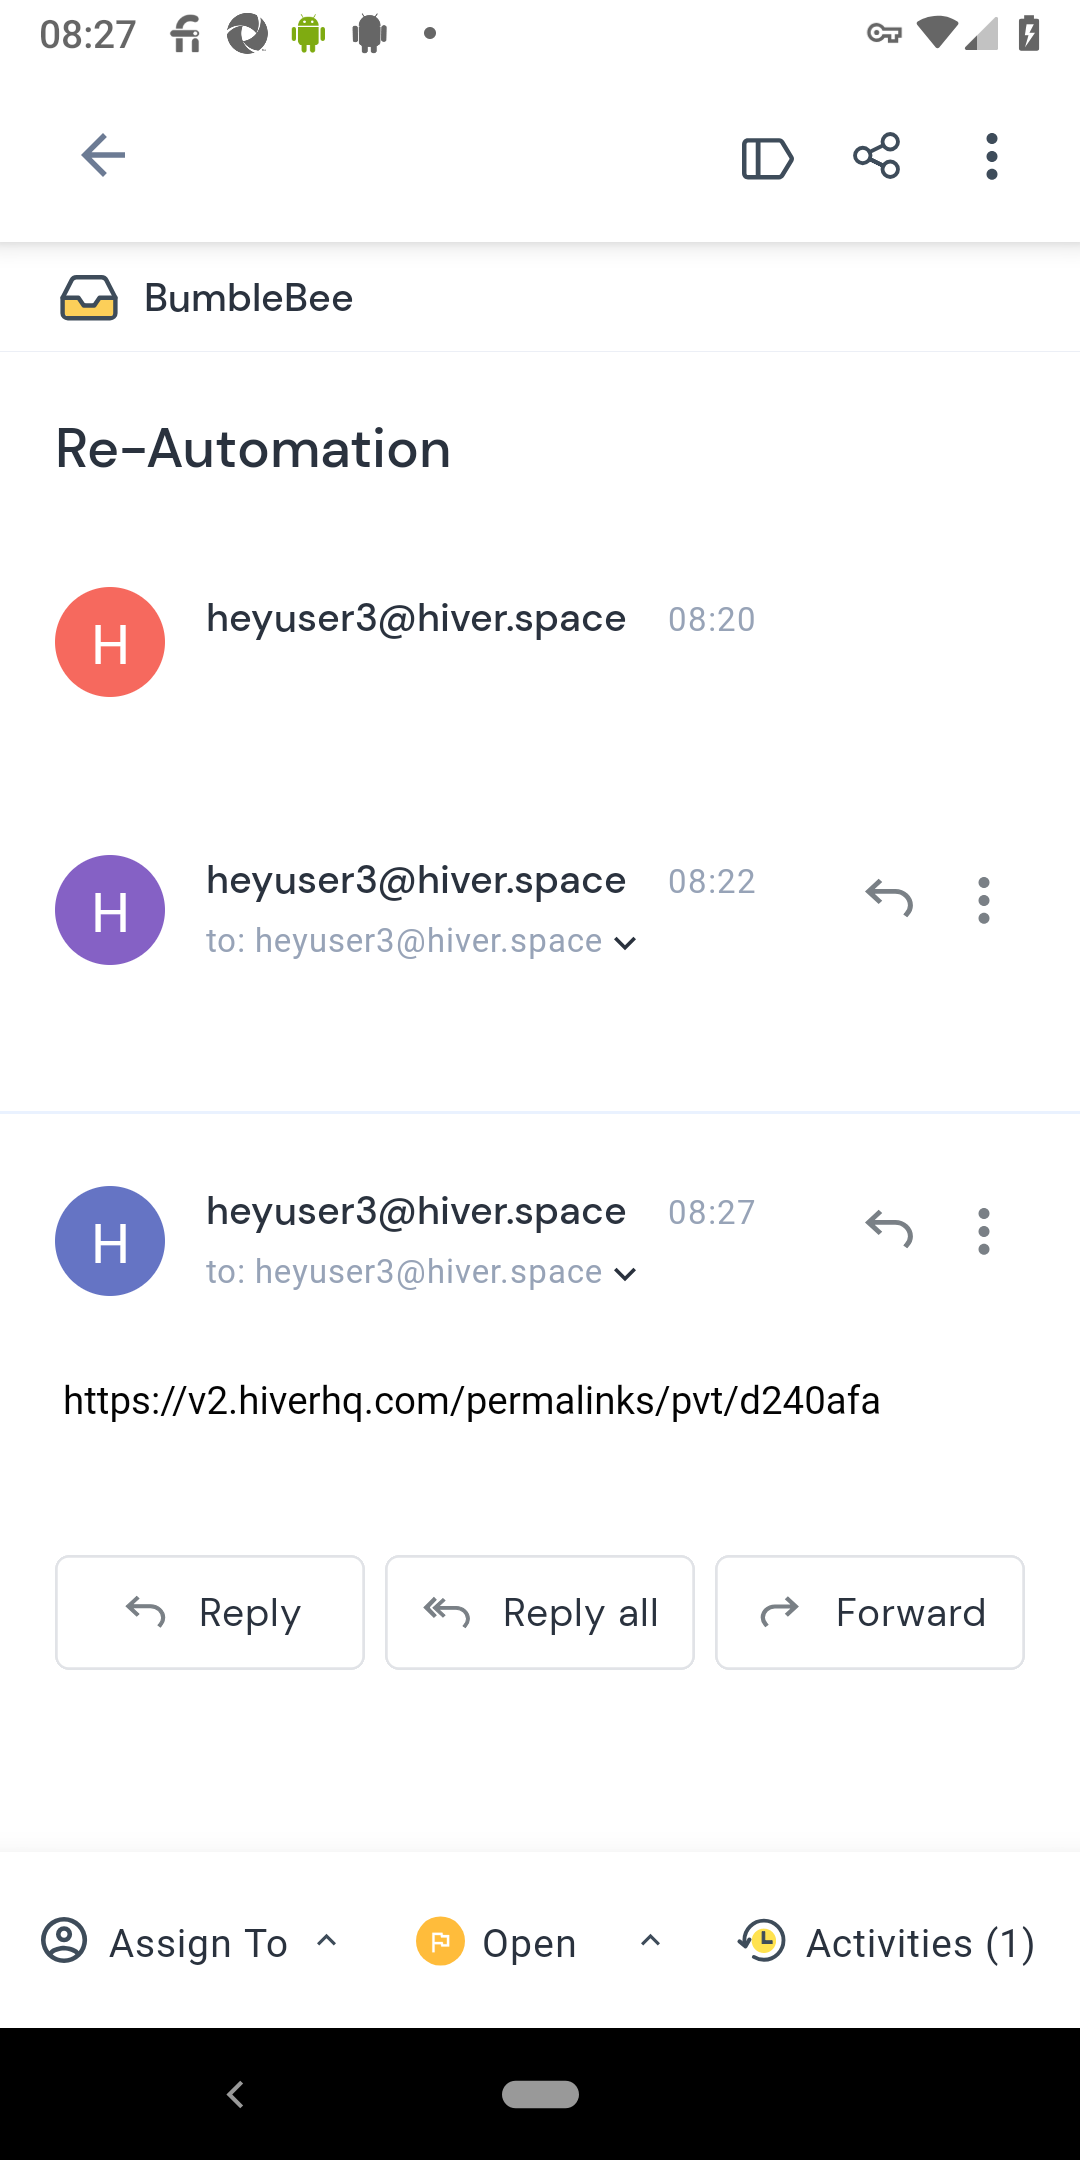 08:27
BumbleBee
Re-Automation
H heyuser3@hiver.space 08:20
H heyuser3@hiver.space 08:22
to: heyuser3@hiver.space
H heyuser3@hiver.space 08:27
to: heyuser3@hiver.space
https://v2.hiverhq.com/permalinks/pvt/d240afa
Reply Reply all Forward
Assign To Open Activities (1)